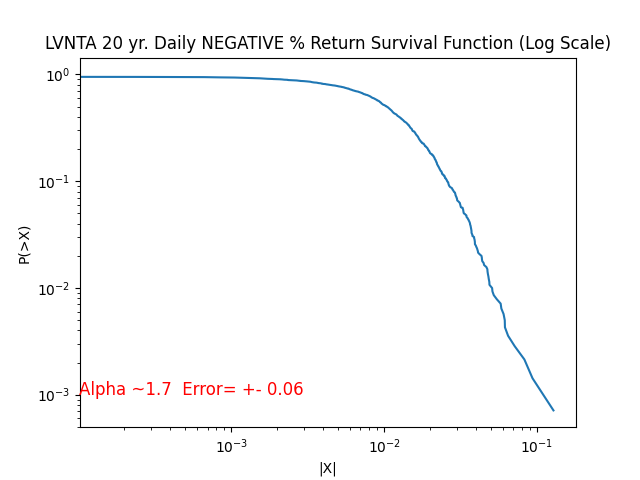 LVNTA 20 yr. Daily NEGATIVE % Return Survival Function (Log Scale)
10⁰
10⁻¹
10⁻²
10⁻³
P(>X)
Alpha ~1.7  Error= +- 0.06
10⁻³
10⁻²
10⁻¹
|X|